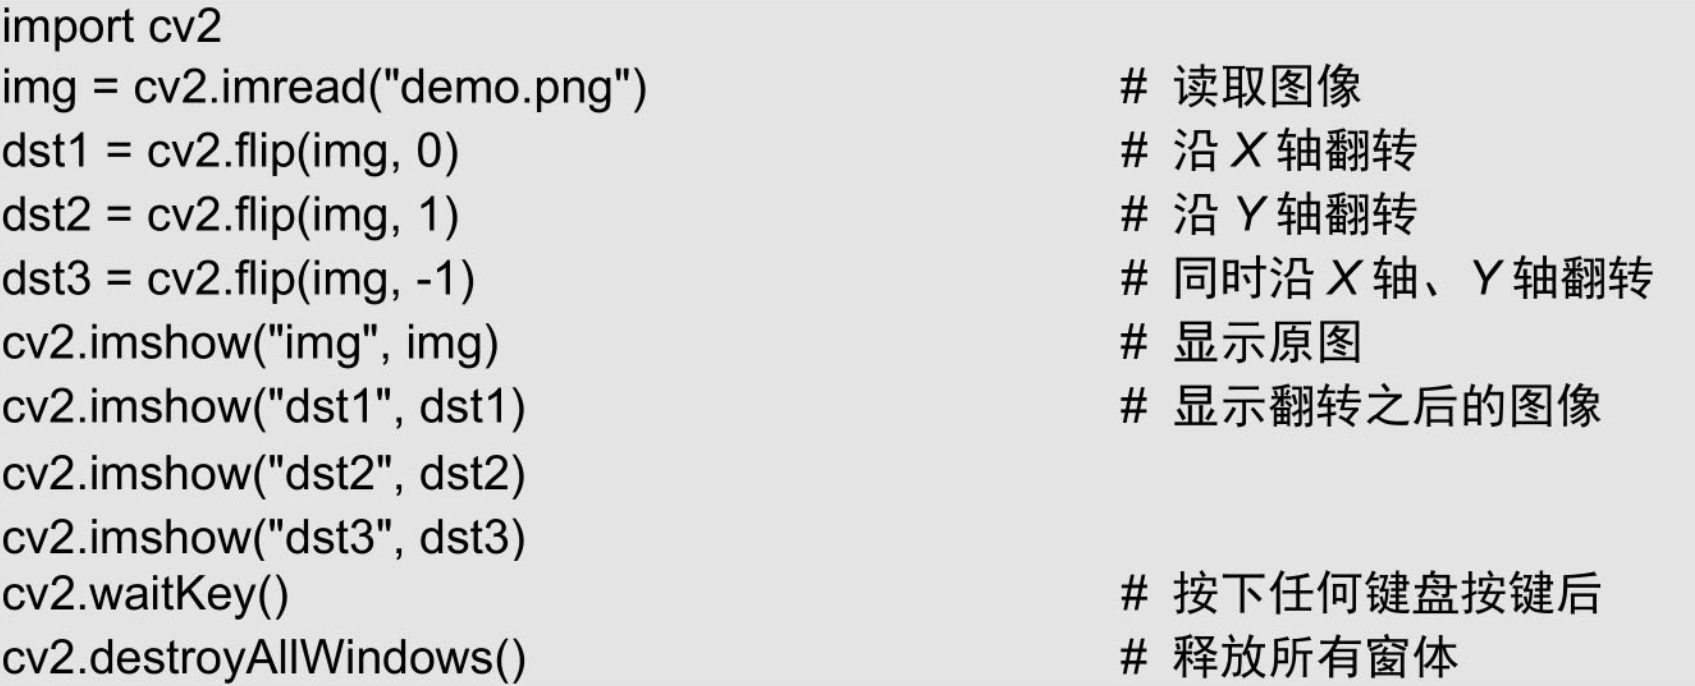 import cv2
img = cv2.imread("demo.png") # 读取图像
dst1 = cv2.flip(img, 0) # 沿 X 轴翻转
dst2 = cv2.flip(img, 1) # 沿 Y 轴翻转
dst3 = cv2.flip(img, -1) # 同时沿 X 轴、Y 轴翻转
cv2.imshow("img", img) # 显示原图
cv2.imshow("dst1", dst1) # 显示翻转之后的图像
cv2.imshow("dst2", dst2)
cv2.imshow("dst3", dst3)
cv2.waitKey() # 按下任何键盘按键后
cv2.destroyAllWindows() # 释放所有窗体